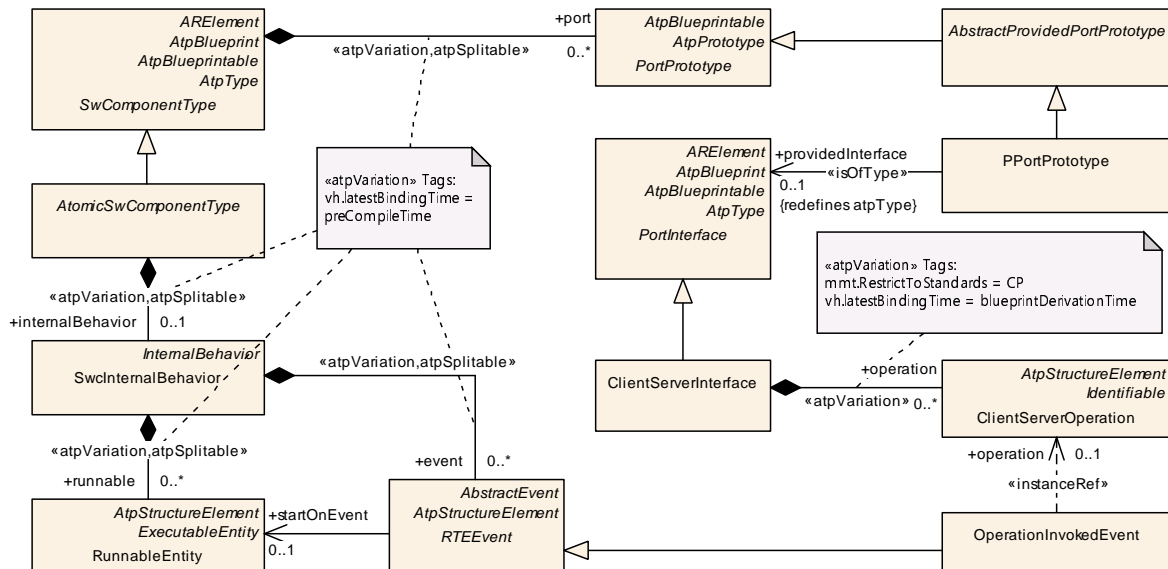 ARElement
AtpBlueprint
AtpBlueprintable
AtpType
SwComponentType
+port
«atpVariation,atpSplitable»
0..*
AtpBlueprintable
AtpPrototype
PortPrototype
AbstractProvidedPortPrototype
«atpVariation» Tags:
vh.latestBindingTime =
preCompileTime
ARElement
AtpBlueprint
AtpBlueprintable
AtpType
PortInterface
+providedInterface
0..1
«isOfType»
{redefines atpType}
PPortPrototype
AtomicSwComponentType
«atpVariation» Tags:
mmt.RestrictToStandards = CP
vh.latestBindingTime = blueprintDerivationTime
«atpVariation,atpSplitable»
+internalBehavior
0..1
InternalBehavior
SwcInternalBehavior
«atpVariation,atpSplitable»
ClientServerInterface
+operation
«atpVariation»
0..*
AtpStructureElement
Identifiable
ClientServerOperation
«atpVariation,atpSplitable»
+runnable
0..*
+event
0..*
+operation
0..1
«instanceRef»
AtpStructureElement
ExecutableEntity
RunnableEntity
+startOnEvent
0..1
AbstractEvent
AtpStructureElement
RTEEvent
OperationInvokedEvent